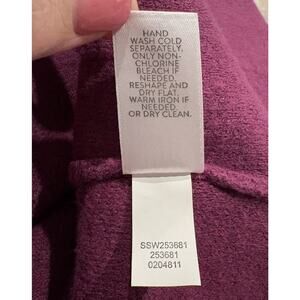 HAND
WASH COLD
SEPARATELY.
ONLY NON-
CHLORINE
BLEACH IF
NEEDED.
RESHAPE AND
DRY FLAT.
WARM IRON IF
NEEDED.
OR DRY CLEAN.
SSW253681
253681
0204811